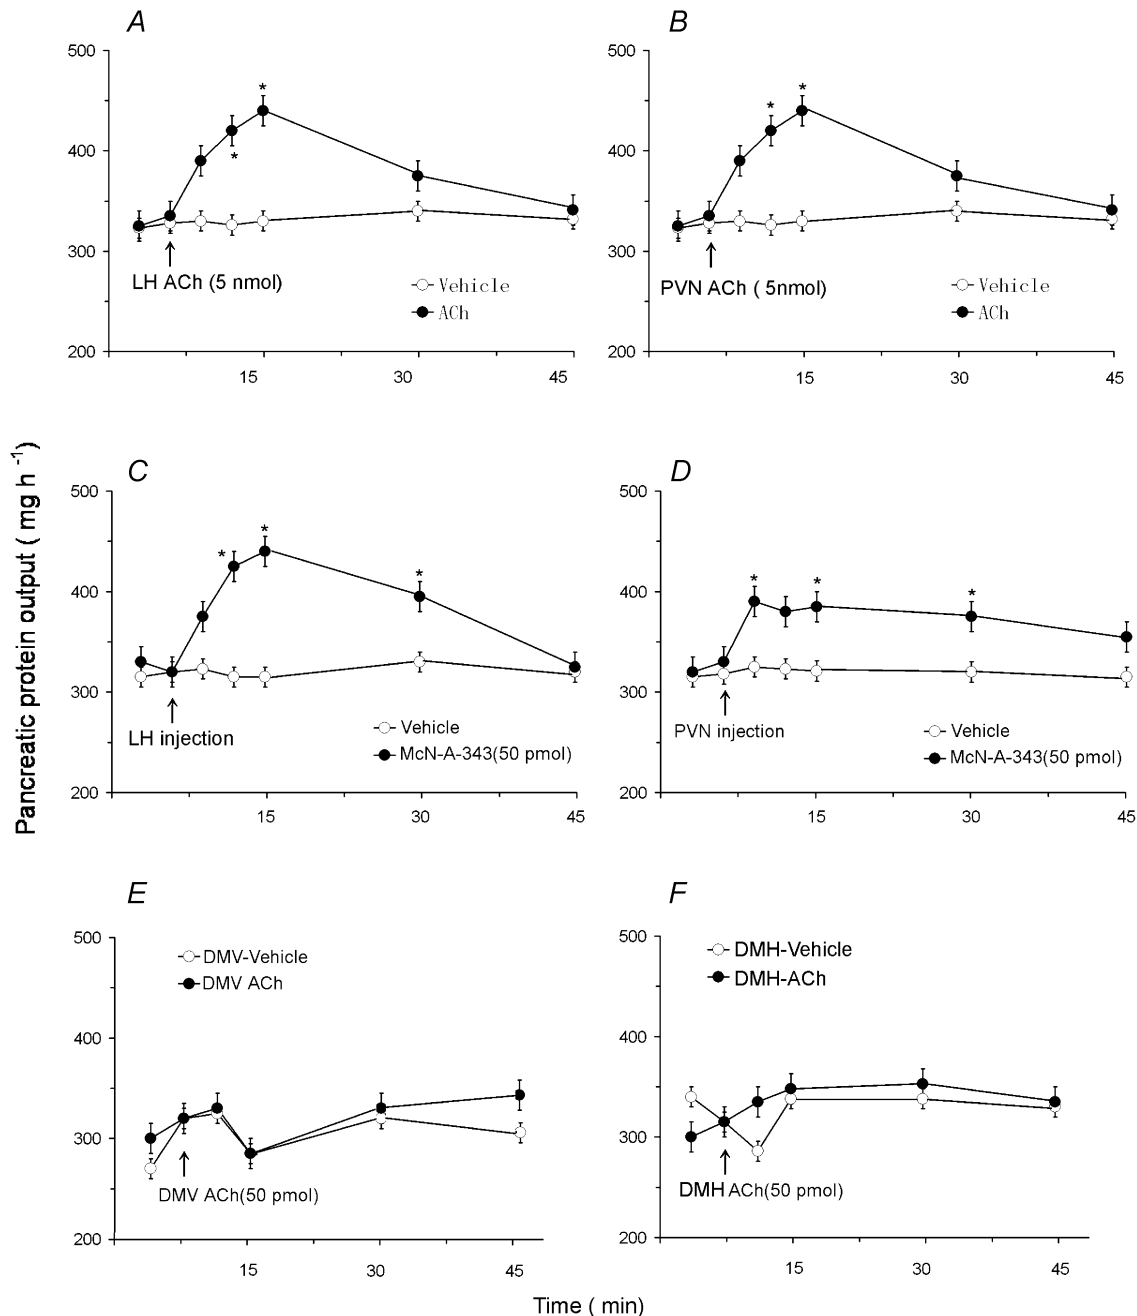 A
B
500
400
300
200
LH ACh (5 nmol)
Vehicle
ACh
15
30
45
*
*
500
400
300
200
PVN ACh ( 5nmol)
Vehicle
ACh
15
30
45
*
*
Pancreatic protein output ( mg h -1)
C
D
500
400
300
200
LH injection
Vehicle
McN-A-343(50 pmol)
15
30
45
*
*
*
500
400
300
200
PVN injection
Vehicle
McN-A-343(50 pmol)
15
30
45
*
*
*
E
F
500
400
300
200
DMV-Vehicle
DMV ACh
DMV ACh(50 pmol)
15
30
45
500
400
300
200
DMH-Vehicle
DMH-ACh
DMH ACh(50 pmol)
15
30
45
Time ( min)